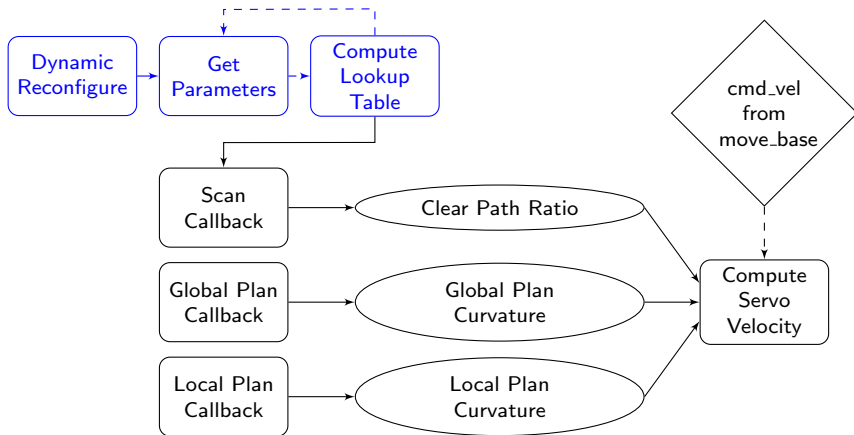 Dynamic
Reconfigure
Get
Parameters
Compute
Lookup
Table
cmd_vel
from
move_base
Scan
Callback
Clear Path Ratio
Global Plan
Callback
Global Plan
Curvature
Compute
Servo
Velocity
Local Plan
Callback
Local Plan
Curvature